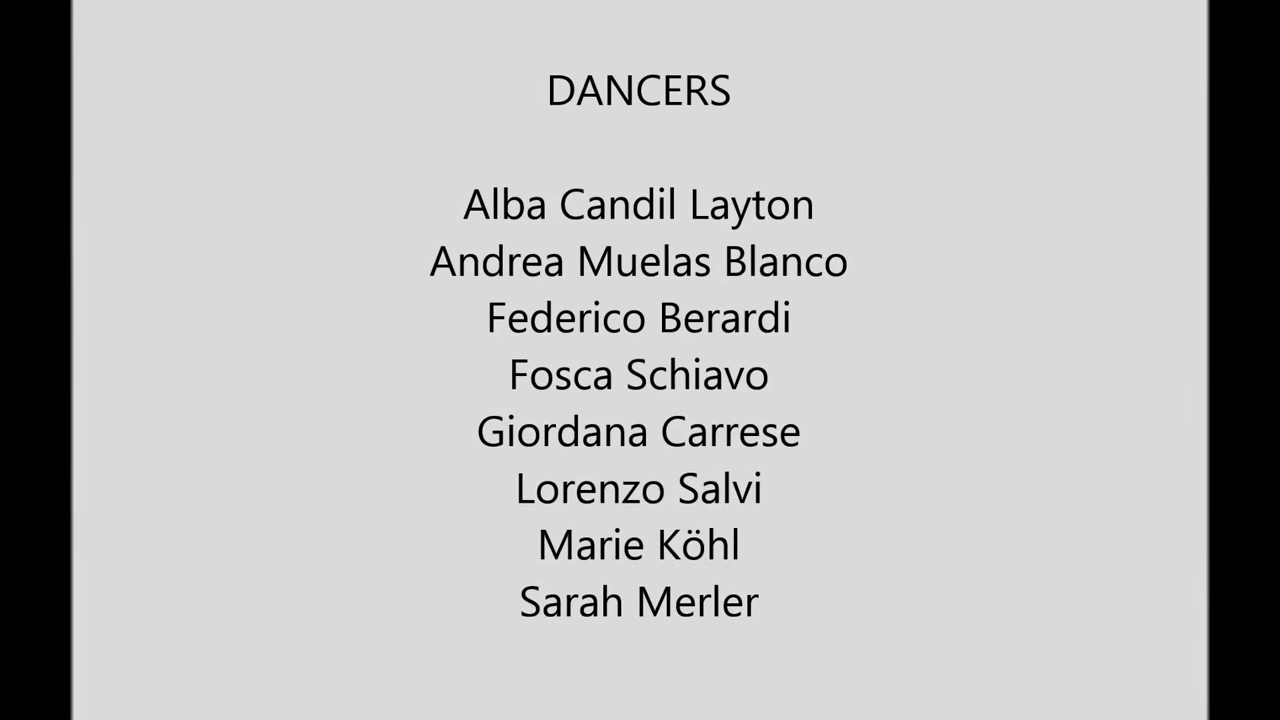 DANCERS
Alba Candil Layton
Andrea Muelas Blanco
Federico Berardi
Fosca Schiavo
Giordana Carrese
Lorenzo Salvi
Marie Köhl
Sarah Merler